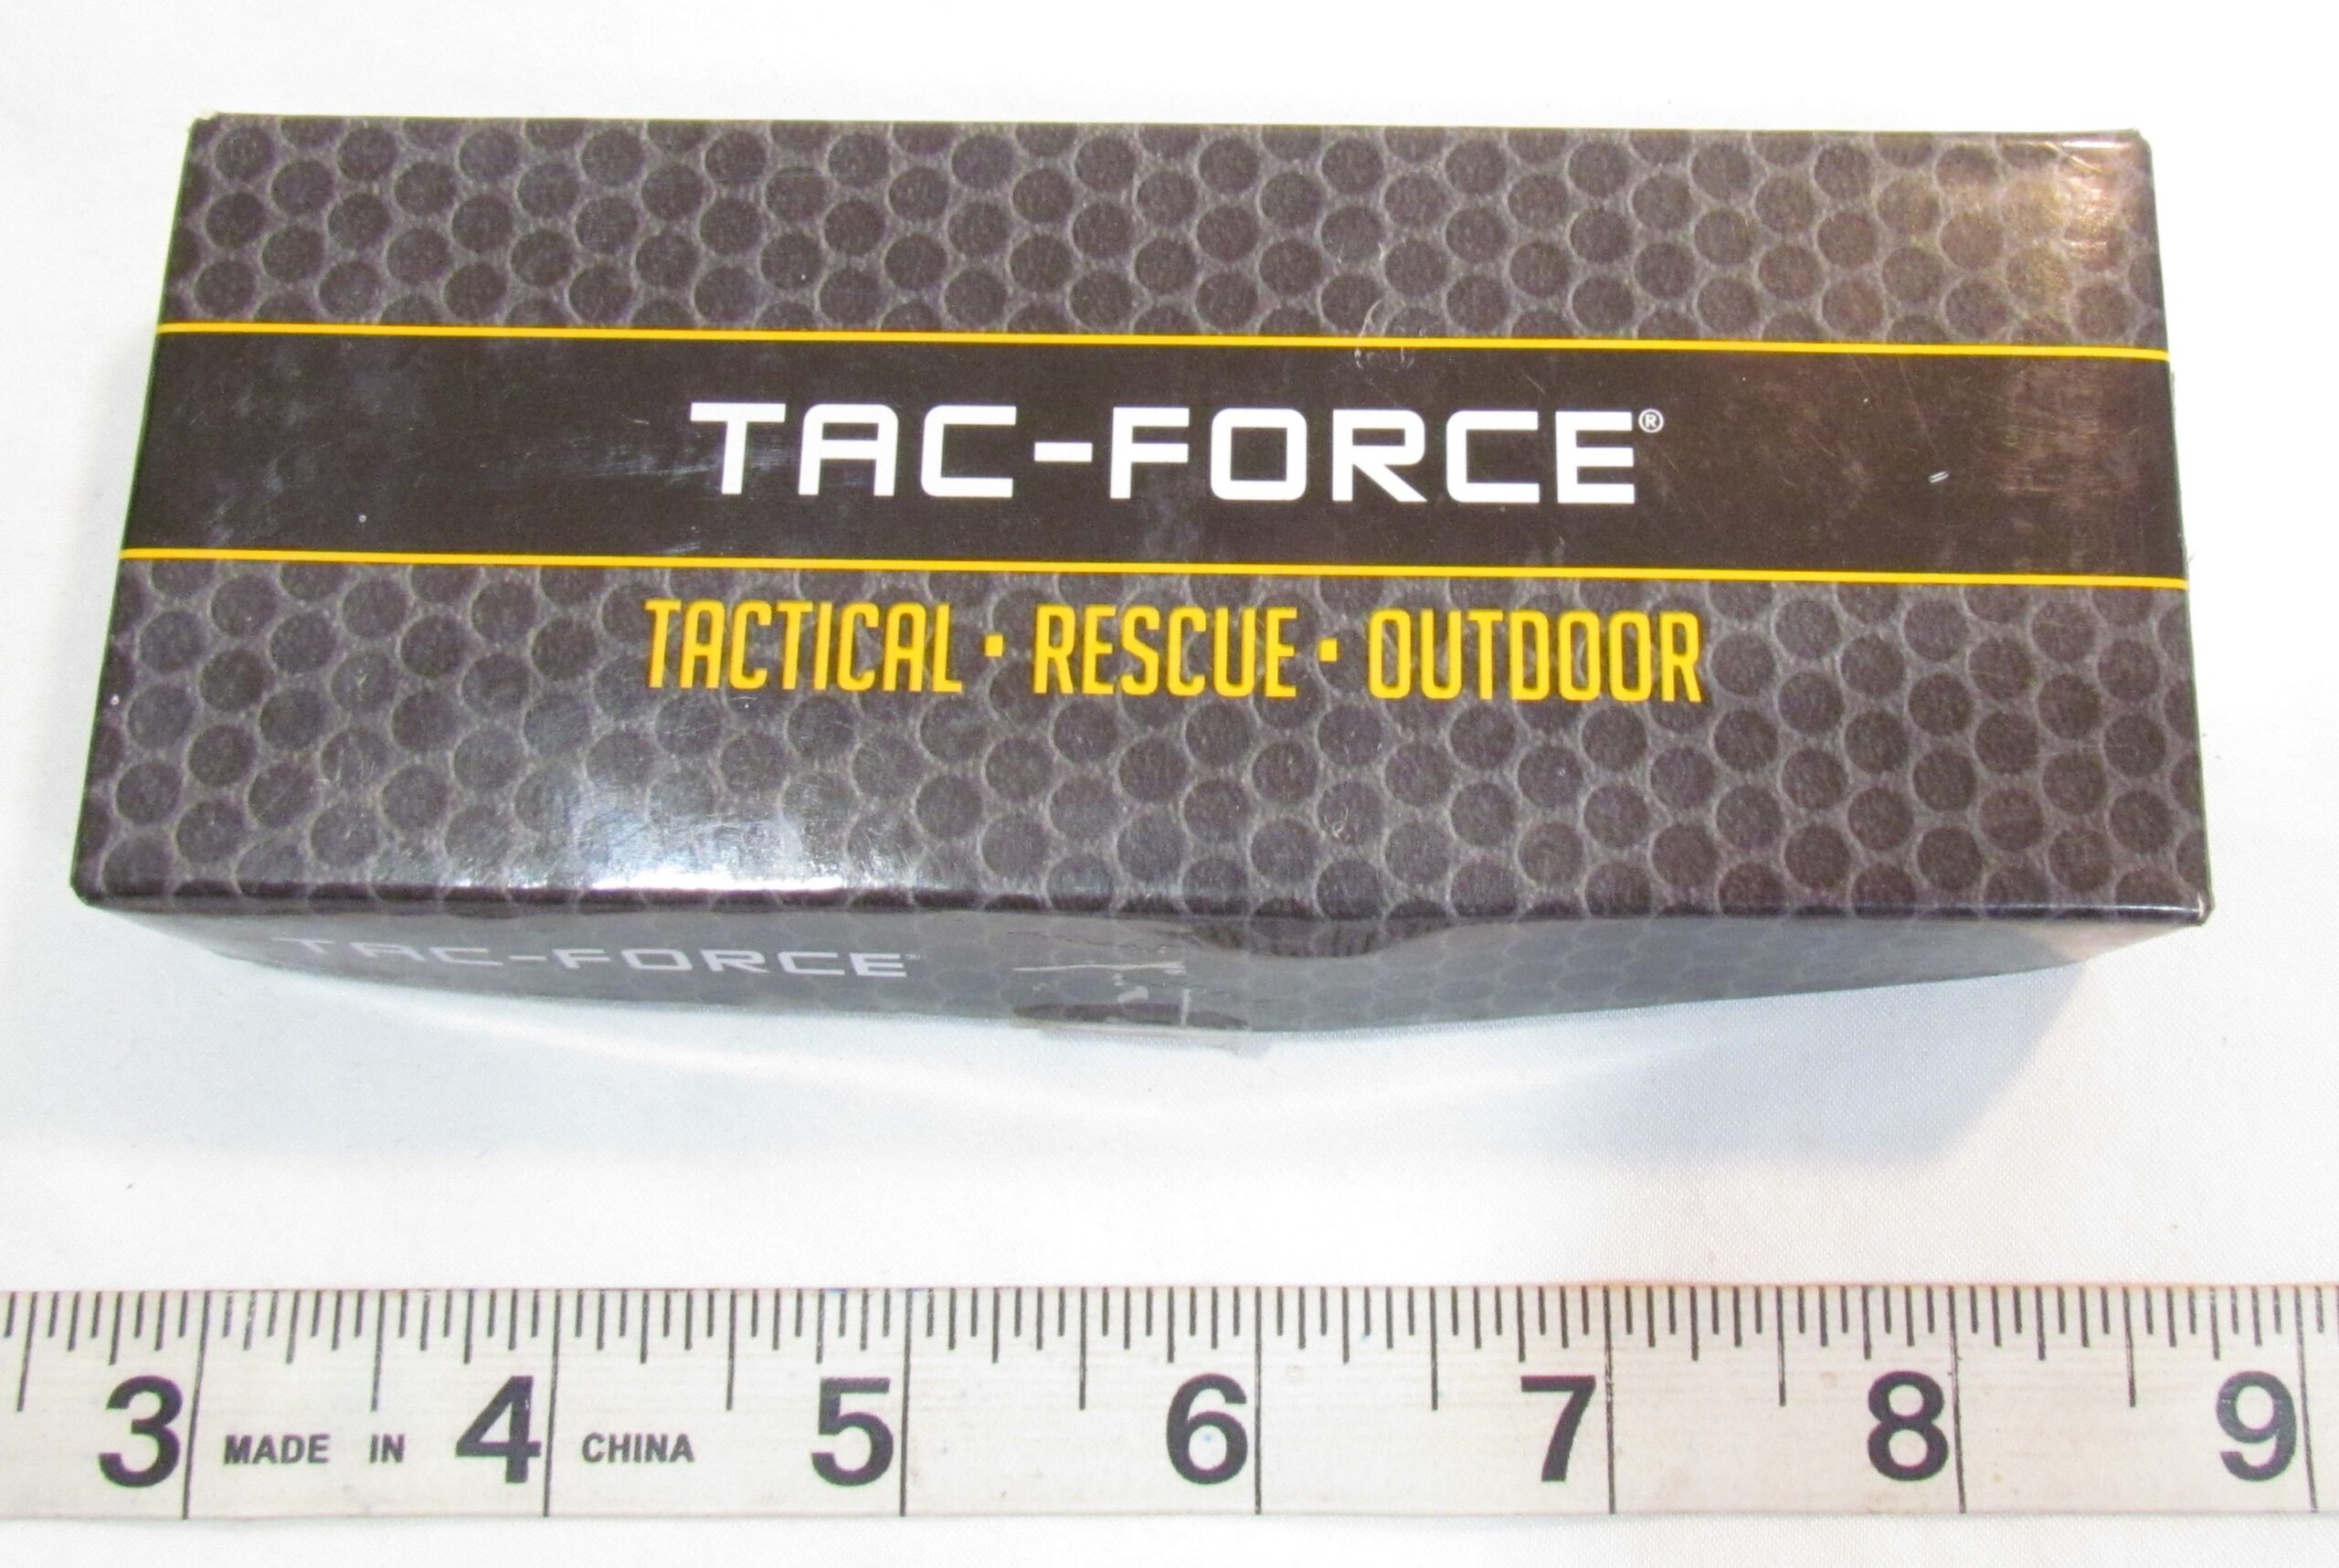 TAC-FORCE®
TACTICAL • RESCUE • OUTDOOR
TAC-FORCE
3 MADE IN 4 CHINA 5 6 7 8 9